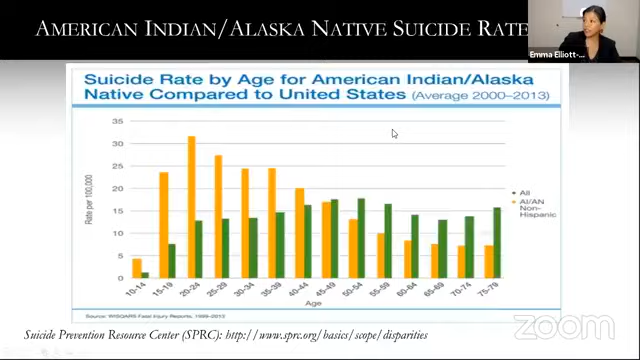 AMERICAN INDIAN/ALASKA NATIVE SUICIDE RATE
Emma Elliott-
Suicide Rate by Age for American Indian/Alaska
Native Compared to United States (Average 2000–2013)
35
30
25
20
15
10
5
0
Rate per 100,000
All
AI/AN
Non-
Hispanic
10-14
15-19
20-24
25-29
30-34
35-39
40-44
45-49
50-54
55-59
60-64
65-69
70-74
75-79
Age
Source: WISQARS Fatal Injury Reports, 1999-2013
Suicide Prevention Resource Center (SPRC): http://www.sprc.org/basics/scope/disparities
zoom